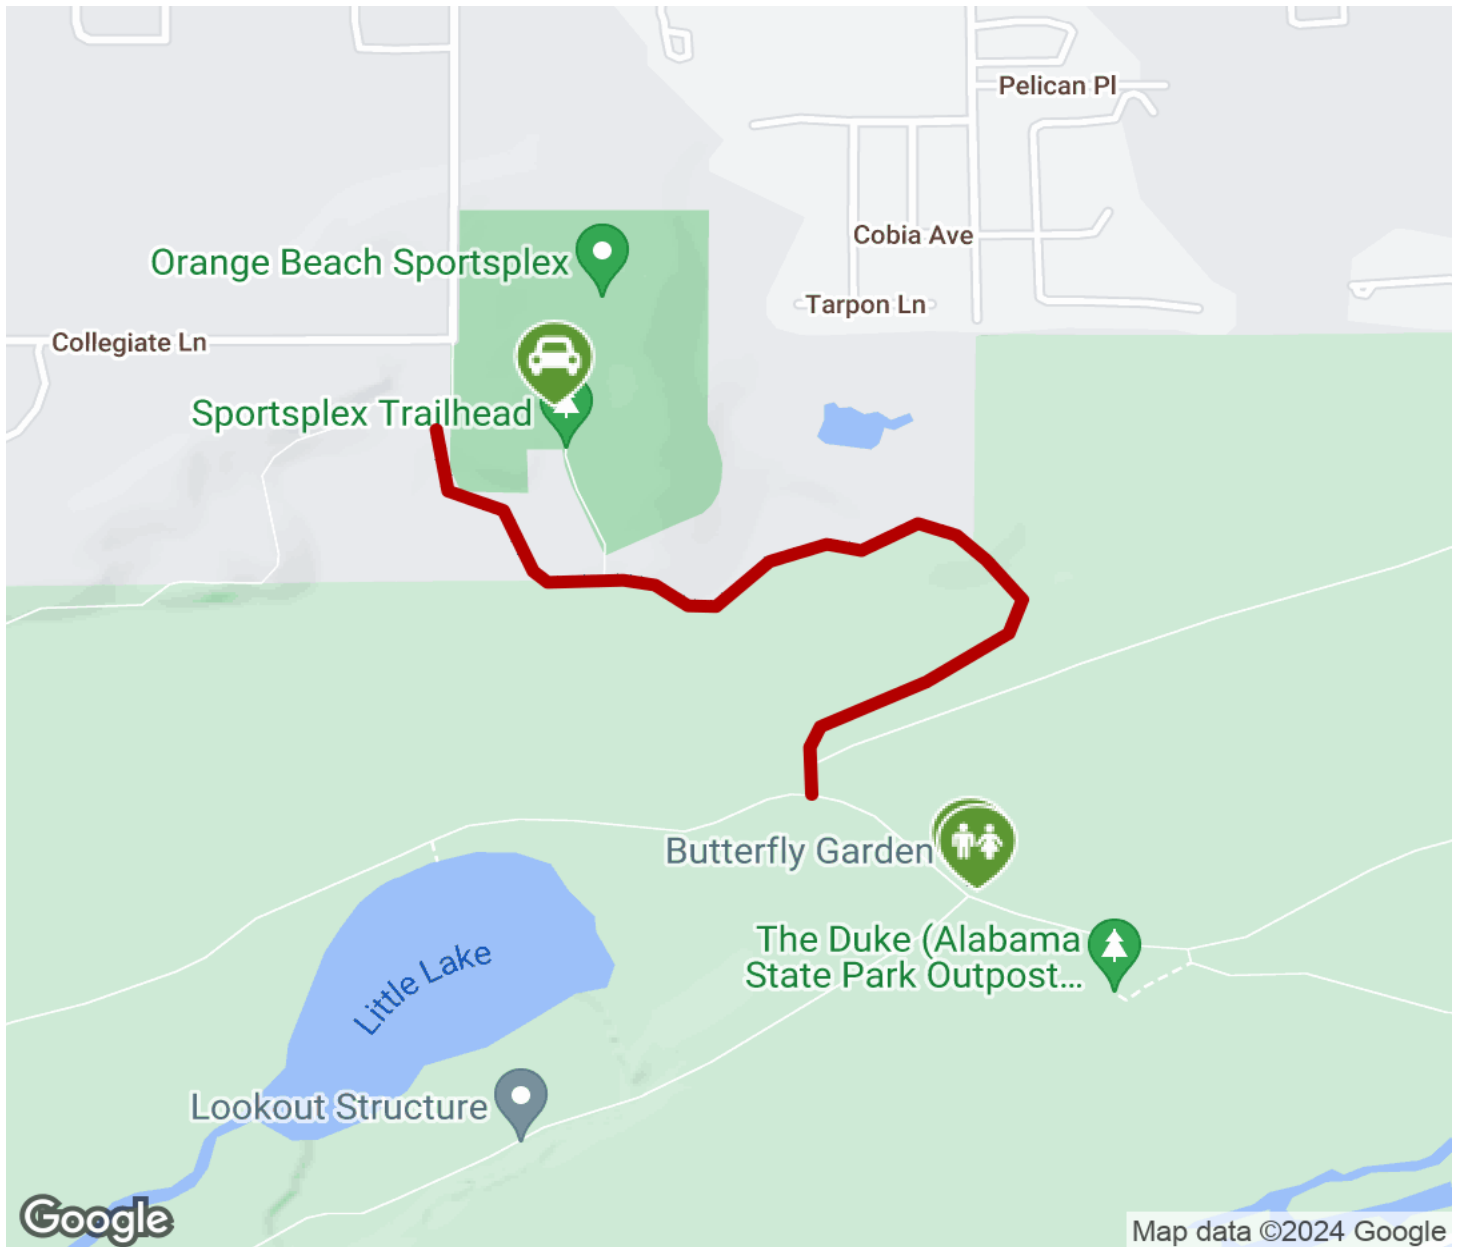 Pelican Pl
Cobia Ave
Orange Beach Sportsplex
Tarpon Ln
Collegiate Ln
Sportsplex Trailhead
Butterfly Garden
The Duke (Alabama
State Park Outpost...
Little Lake
Lookout Structure
Google
Map data ©2024 Google